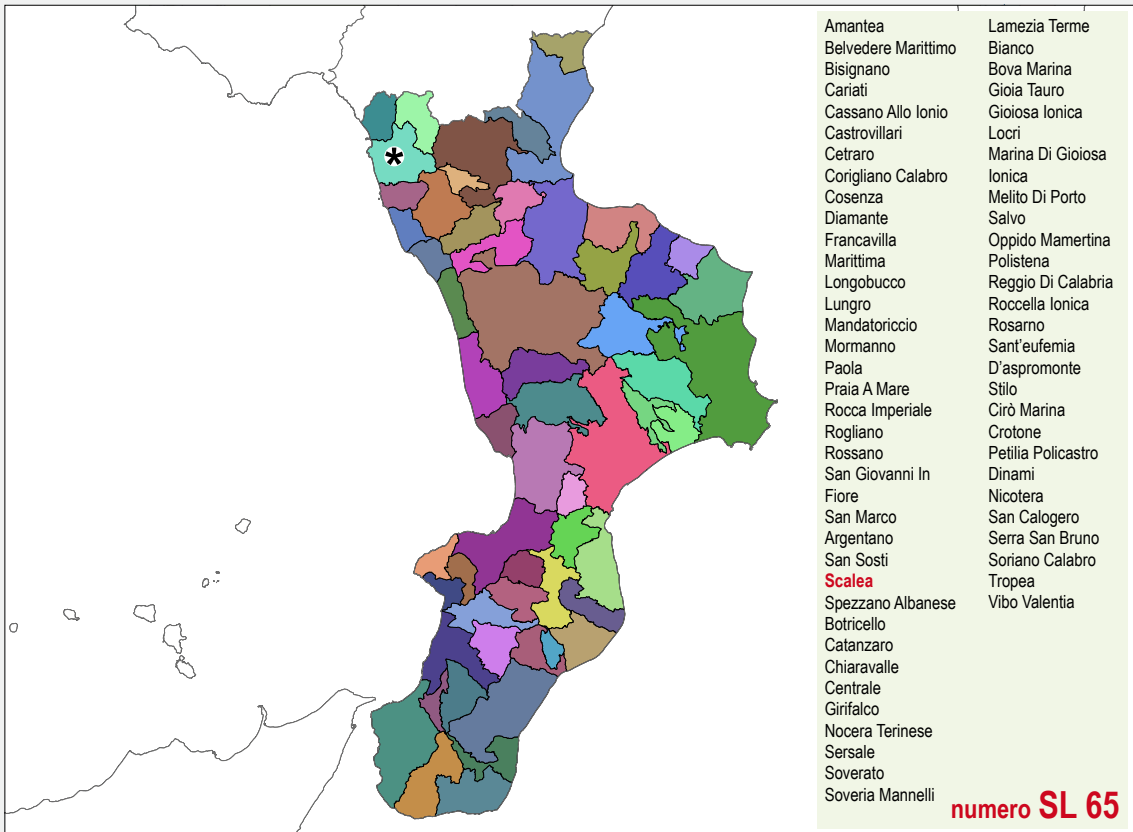 Amantea
Belvedere Marittimo
Bisignano
Cariati
Cassano Allo Ionio
Castrovillari
Cetraro
Corigliano Calabro
Cosenza
Diamante
Francavilla
Marittima
Longobucco
Lungro
Mandatoriccio
Mormanno
Paola
Praia A Mare
Rocca Imperiale
Rogliano
Rossano
San Giovanni In
Fiore
San Marco
Argentano
San Sosti
Scalea
Spezzano Albanese
Botricello
Catanzaro
Chiaravalle
Centrale
Girifalco
Nocera Terinese
Sersale
Soverato
Soveria Mannelli
Lamezia Terme
Bianco
Bova Marina
Gioia Tauro
Gioiosa Ionica
Locri
Marina Di Gioiosa
Ionica
Melito Di Porto
Salvo
Oppido Mamertina
Polistena
Reggio Di Calabria
Roccella Ionica
Rosarno
Sant'eufemia
D'aspromonte
Stilo
Cirò Marina
Crotone
Petilia Policastro
Dinami
Nicotera
San Calogero
Serra San Bruno
Soriano Calabro
Tropea
Vibo Valentia
numero SL 65
*